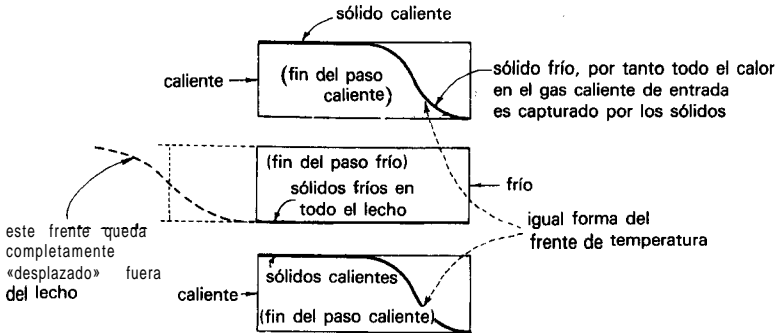 sólido caliente
caliente
(fin del paso
caliente)
sólido frío, por tanto todo el calor
en el gas caliente de entrada
es capturado por los sólidos
(fin del paso frío)
sólidos fríos en
todo el lecho
frío
este frente queda
completamente
«desplazado» fuera
del lecho
igual forma del
frente de temperatura
sólidos calientes
caliente
(fin del paso caliente)